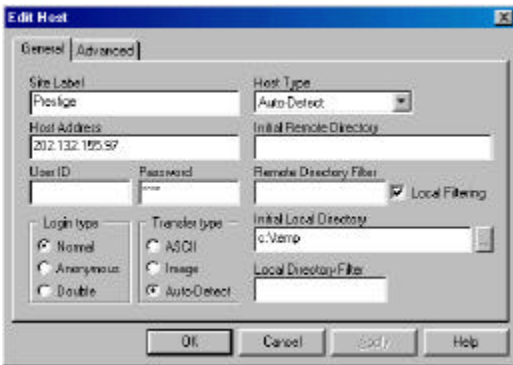 Edit Host
General Advanced
Site Label
Prestige
Host Type
Auto-Detect
Host Address
202.132.155.97
Initial Remote Directory
User ID
Password
****
Remote Directory Filter
Local Filtering
Login type
Normal
Anonymous
Double
Transfer type
ASCII
Image
Auto-Detect
Initial Local Directory
c:\temp
...
Local Directory Filter
OK Cancel Apply Help